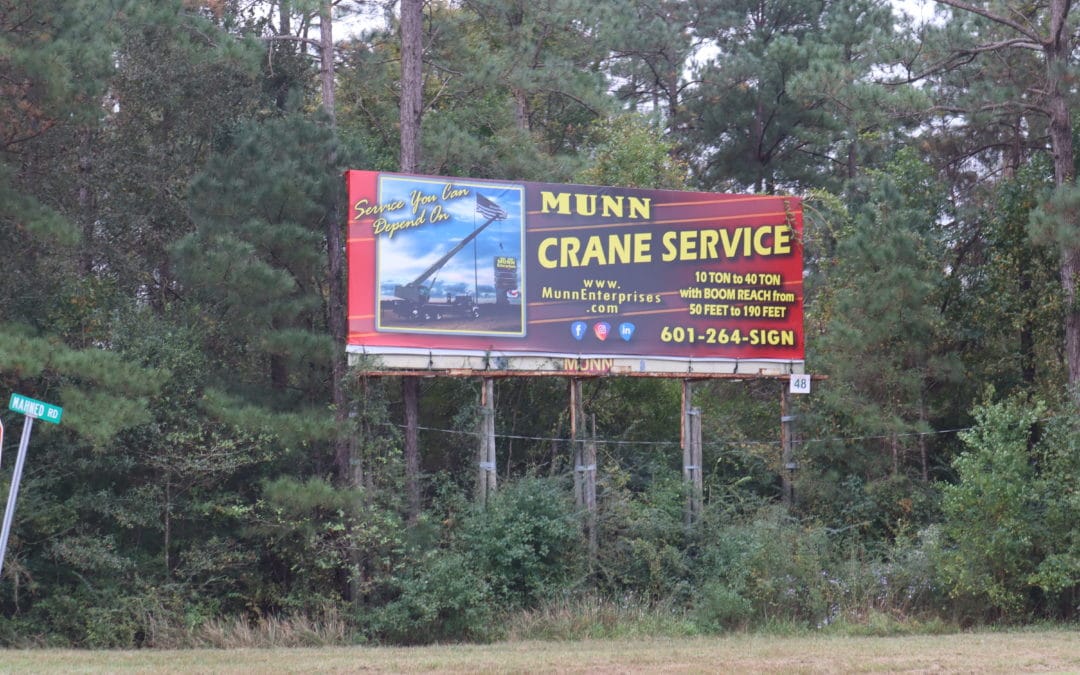 Service You Can
Depend On
MUNN
CRANE SERVICE
www.
MunnEnterprises
.com
10 TON to 40 TON
with BOOM REACH from
50 FEET to 190 FEET
601-264-SIGN
MUNN
48
MAHNED RD